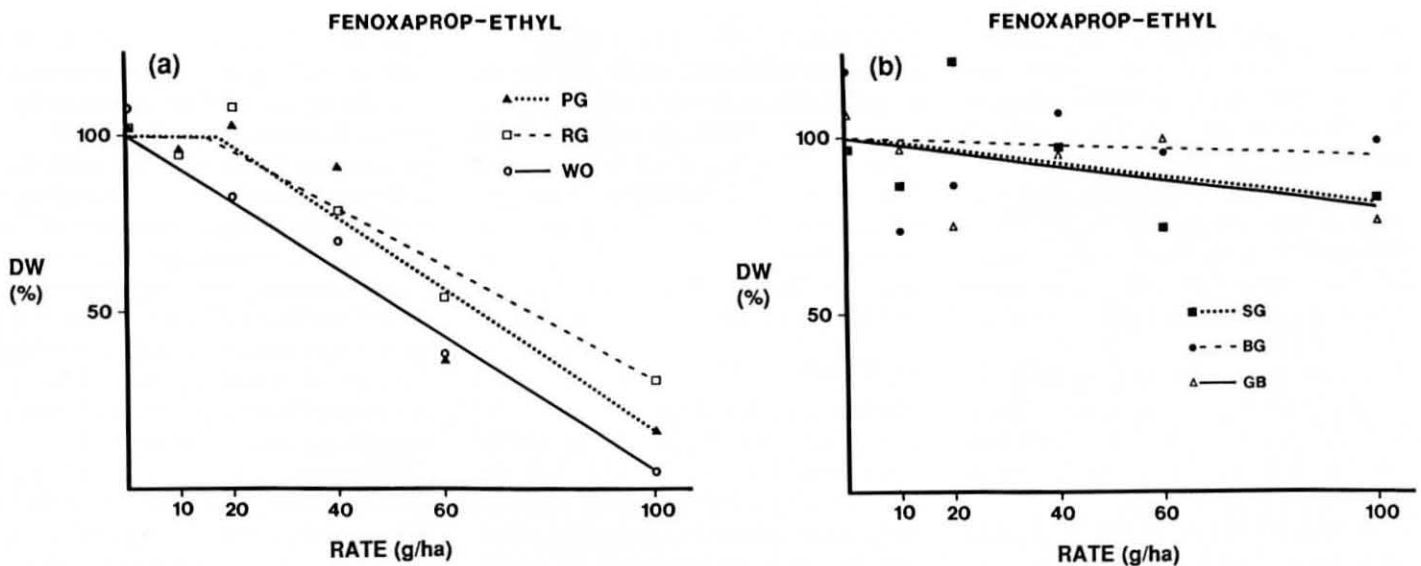 FENOXAPROP-ETHYL
(a)
PG
RG
WO
100
50
DW
(%)
10 20 40 60 100
RATE (g/ha)
FENOXAPROP-ETHYL
(b)
100
50
DW
(%)
SG
BG
GB
10 20 40 60 100
RATE (g/ha)